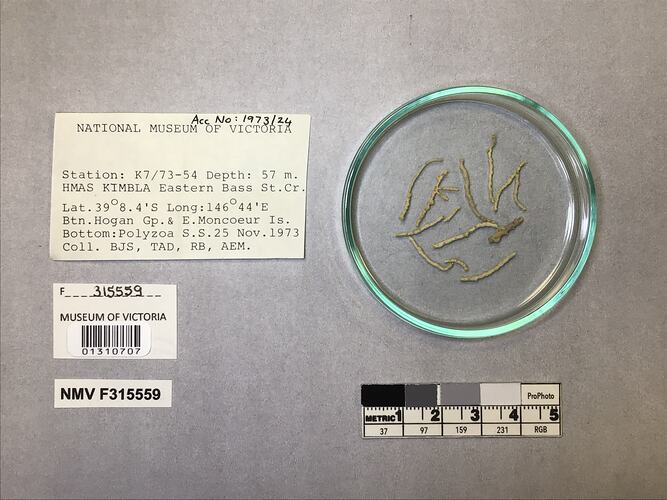 Acc No: 1973/24
NATIONAL MUSEUM OF VICTORIA
Station: K7/73-54 Depth: 57 m.
HMAS KIMBLA Eastern Bass St.Cr.
Lat.39°8.4'S Long:146°44'E
Btn.Hogan Gp.& E.Moncoeur Is.
Bottom:Polyzoa S.S.25 Nov.1973
Coll. BJS, TAD, RB, AEM.
F 315559
MUSEUM OF VICTORIA
01310707
NMV F315559
ProPhoto
METRIC 1 2 3 4 5
37 97 159 231 RGB